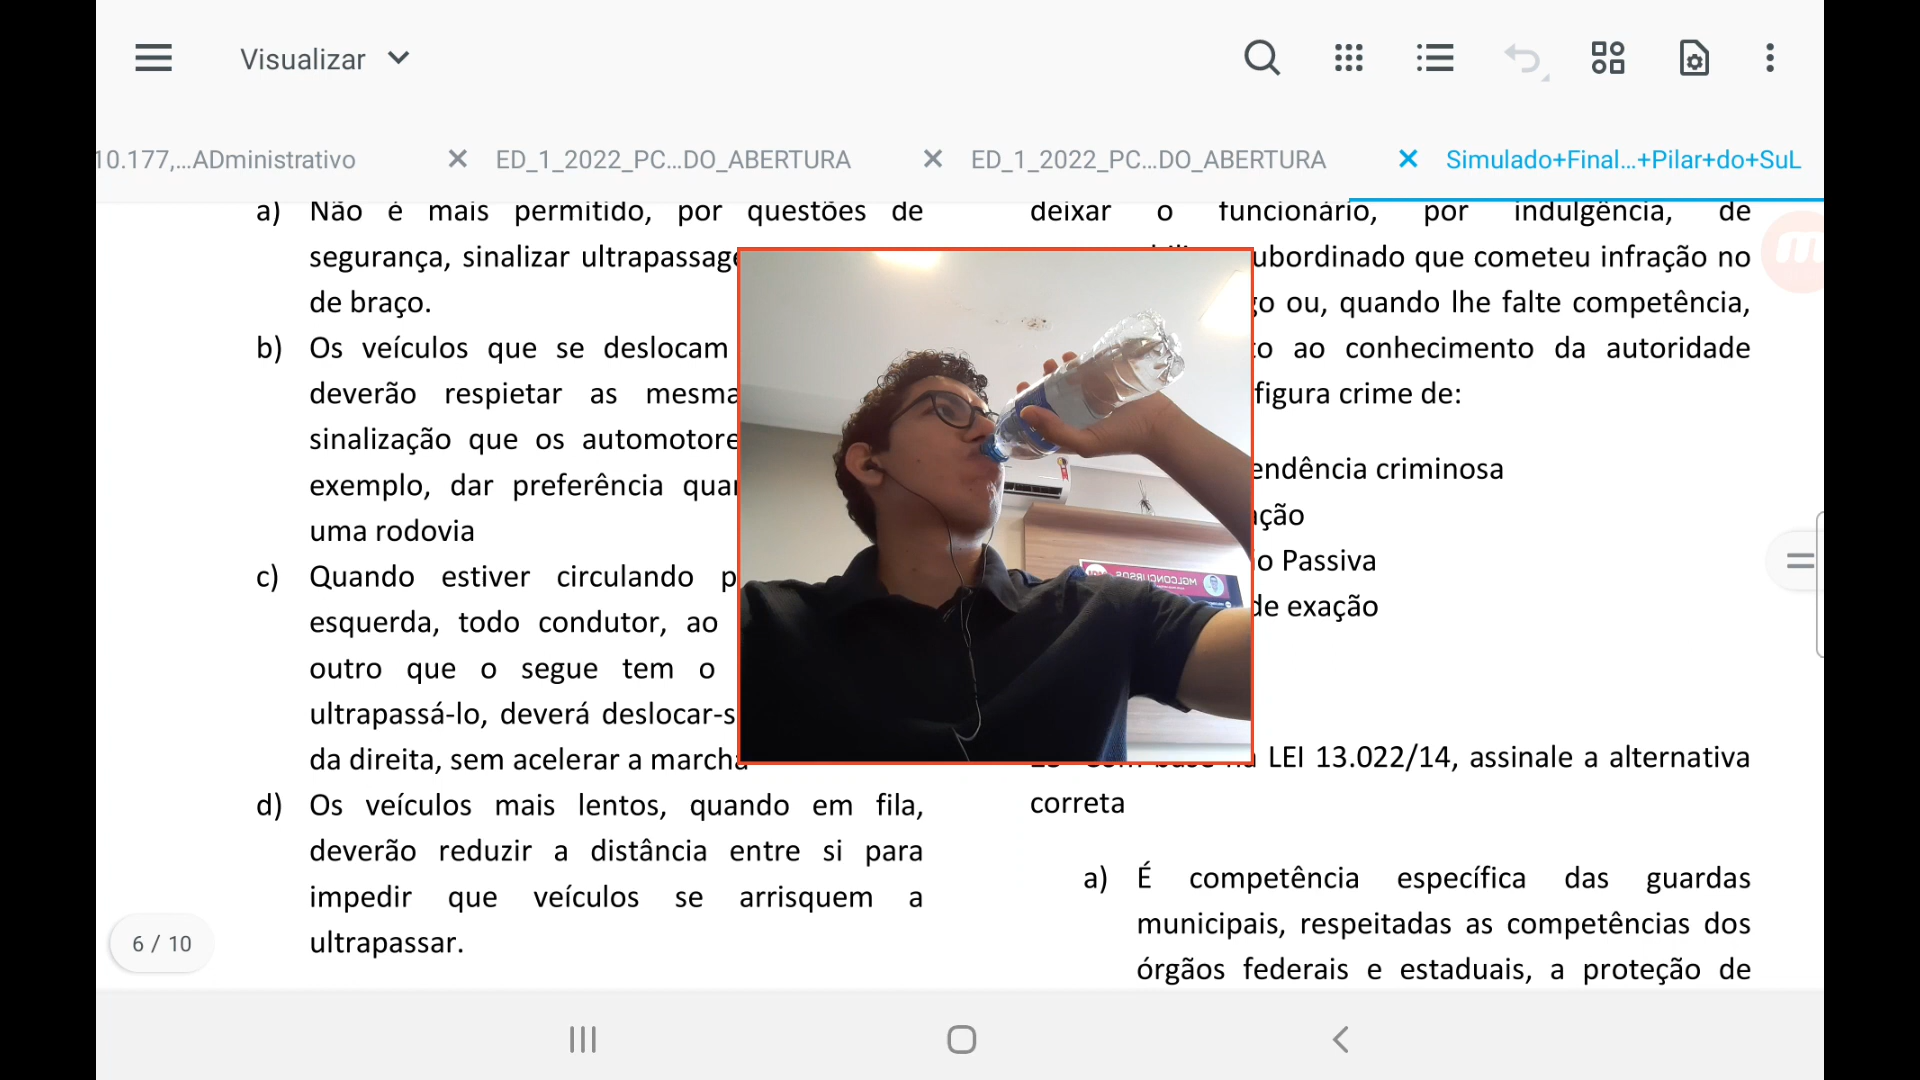 Visualizar
10.177,...ADministrativo
ED_1_2022_PC...DO_ABERTURA
ED_1_2022_PC...DO_ABERTURA
Simulado+Final...+Pilar+do+SuL
a) Não é mais permitido, por questões de
segurança, sinalizar
de braço.
b) Os veículos que se deslocam
deverão respietar as
sinalização que os
exemplo, dar preferência
uma rodovia
c) Quando estiver circulando
esquerda, todo condutor, ao
outro que o segue tem o
ultrapassá-lo, deverá
da direita, sem acelerar a marcha
d) Os veículos mais lentos, quando em fila,
deverão reduzir a distância entre si para
impedir que veículos se arrisquem a
ultrapassar.
deixar o funcionário, por indulgência, de
ubordinado que cometeu infração no
go ou, quando lhe falte competência,
ao conhecimento da autoridade
figura crime de:
endência criminosa
ação
o Passiva
de exação
LEI 13.022/14, assinale a alternativa
correta
a) É competência específica das guardas
municipais, respeitadas as competências dos
órgãos federais e estaduais, a proteção de
MGLCONCURSOS
6 / 10